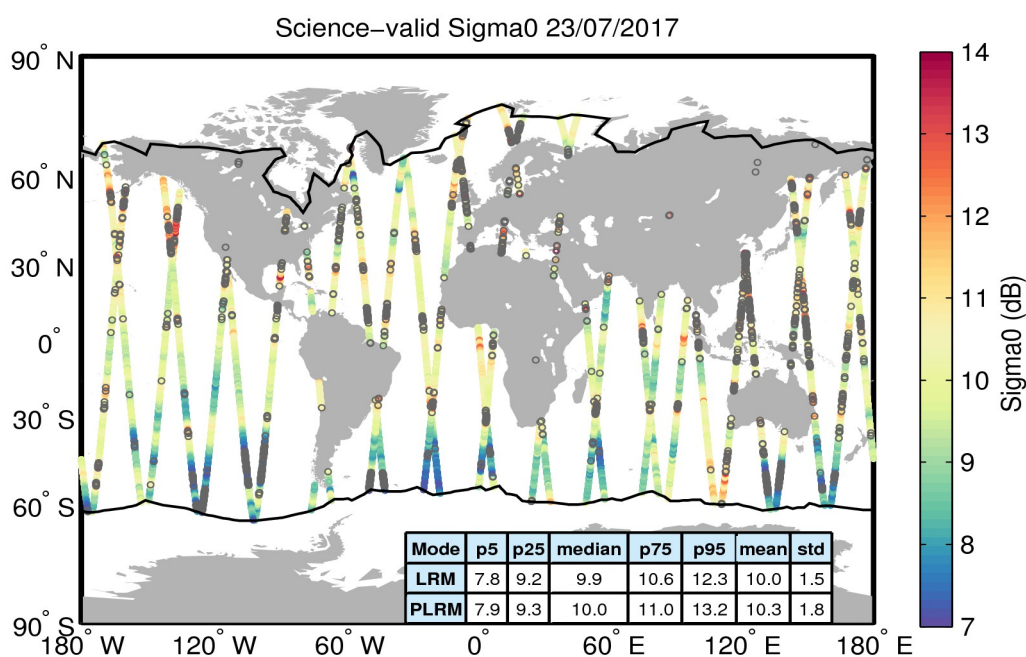 Science−valid Sigma0 23/07/2017
90° N
60° N
30° N
0°
30° S
60° S
90° S
180° W
120° W
60° W
0°
60° E
120° E
180° E
14
13
12
11
10
9
8
7
Sigma0 (dB)
Mode p5 p25 median p75 p95 mean std
LRM 7.8 9.2 9.9 10.6 12.3 10.0 1.5
PLRM 7.9 9.3 10.0 11.0 13.2 10.3 1.8